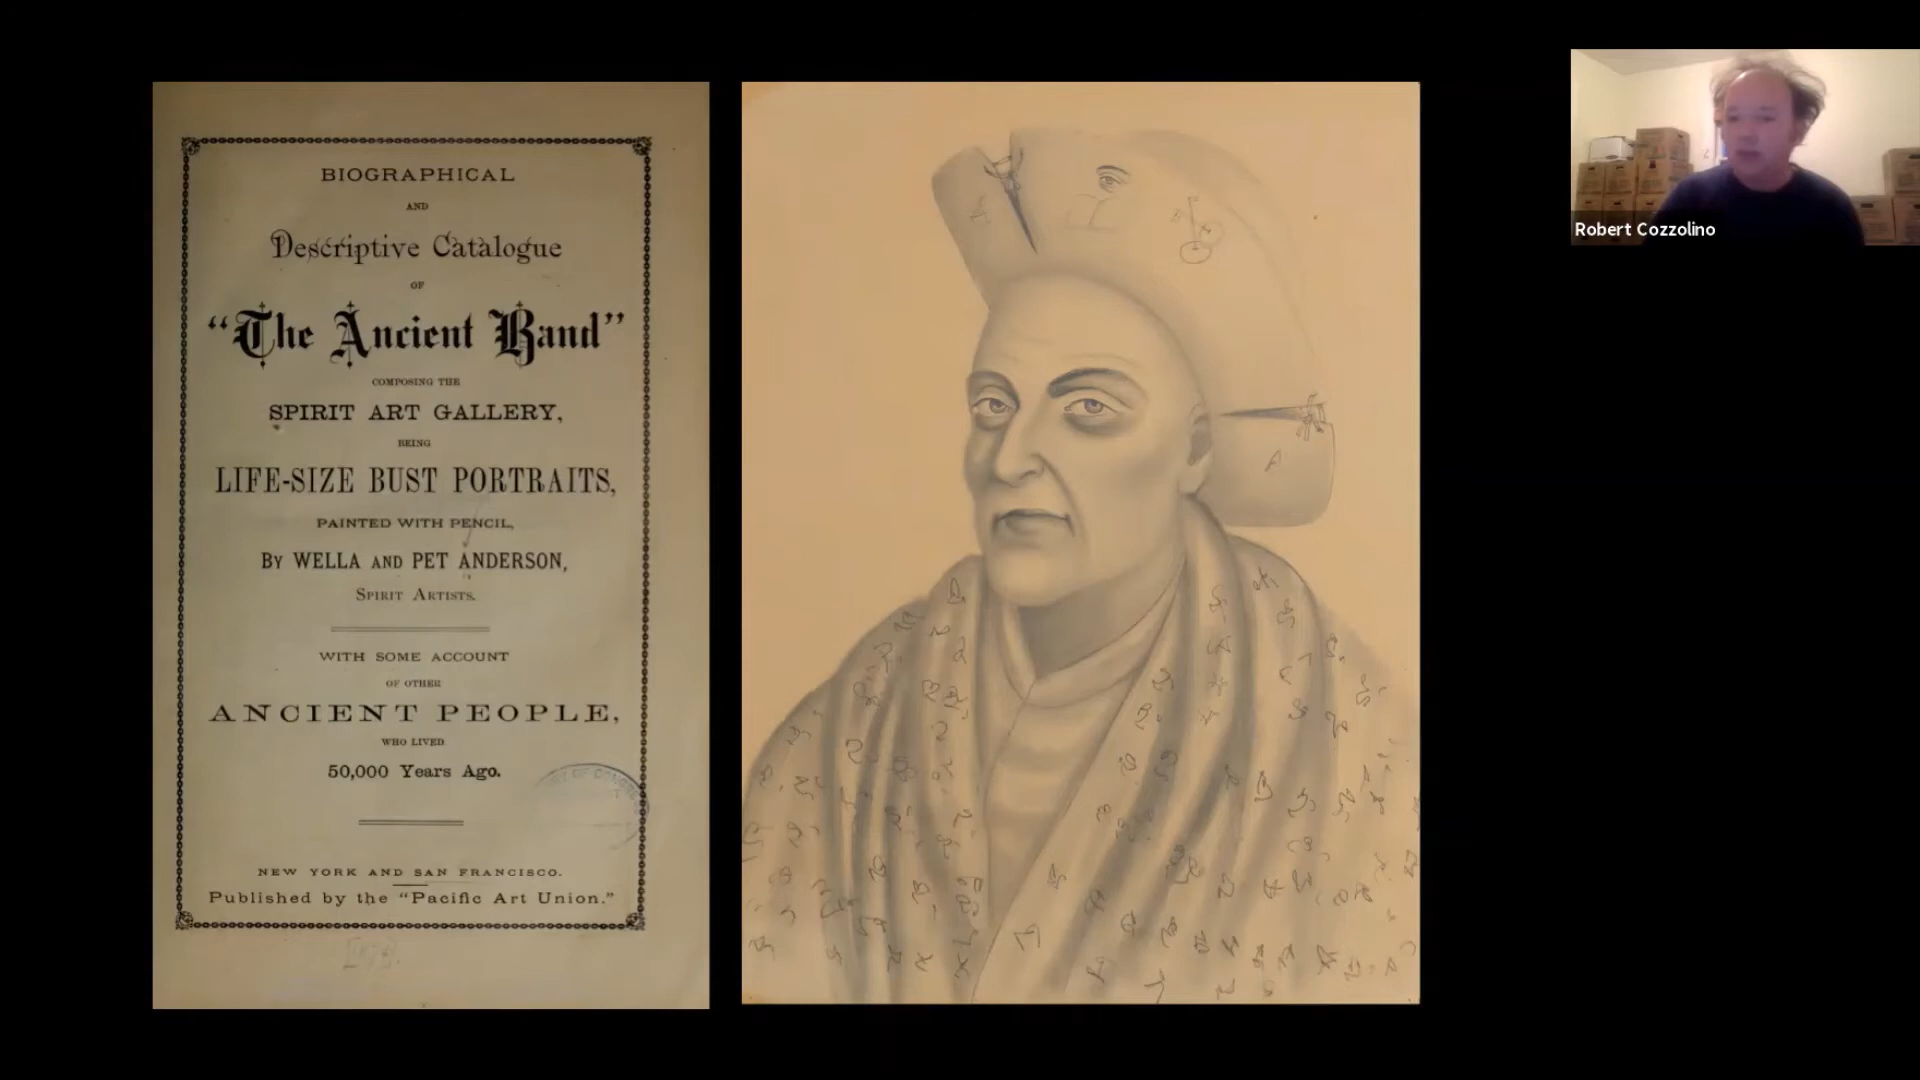 BIOGRAPHICAL
AND
Descriptive Catalogue
OF
“The Ancient Band”
COMPOSING THE
SPIRIT ART GALLERY,
BEING
LIFE-SIZE BUST PORTRAITS,
PAINTED WITH PENCIL,
By WELLA AND PET ANDERSON,
Spirit Artists.
WITH SOME ACCOUNT
OF OTHER
ANCIENT PEOPLE,
WHO LIVED
50,000 Years Ago.
NEW YORK AND SAN FRANCISCO.
Published by the “Pacific Art Union.”
Robert Cozzolino